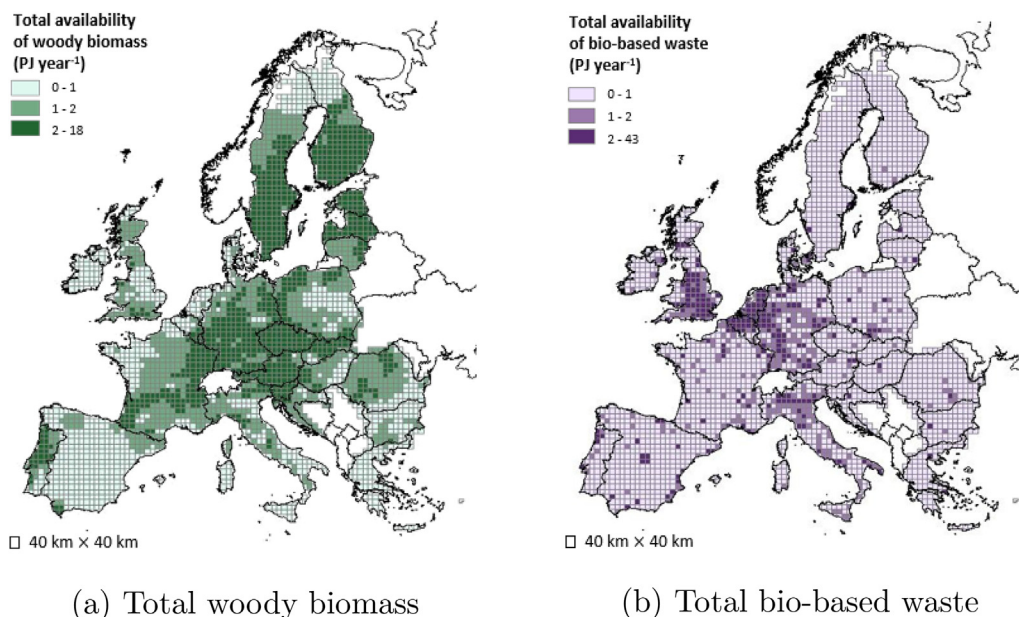 Total availability
of woody biomass
(PJ year⁻¹)
0 - 1
1 - 2
2 - 18
40 km × 40 km
(a) Total woody biomass
Total availability
of bio-based waste
(PJ year⁻¹)
0 - 1
1 - 2
2 - 43
40 km × 40 km
(b) Total bio-based waste